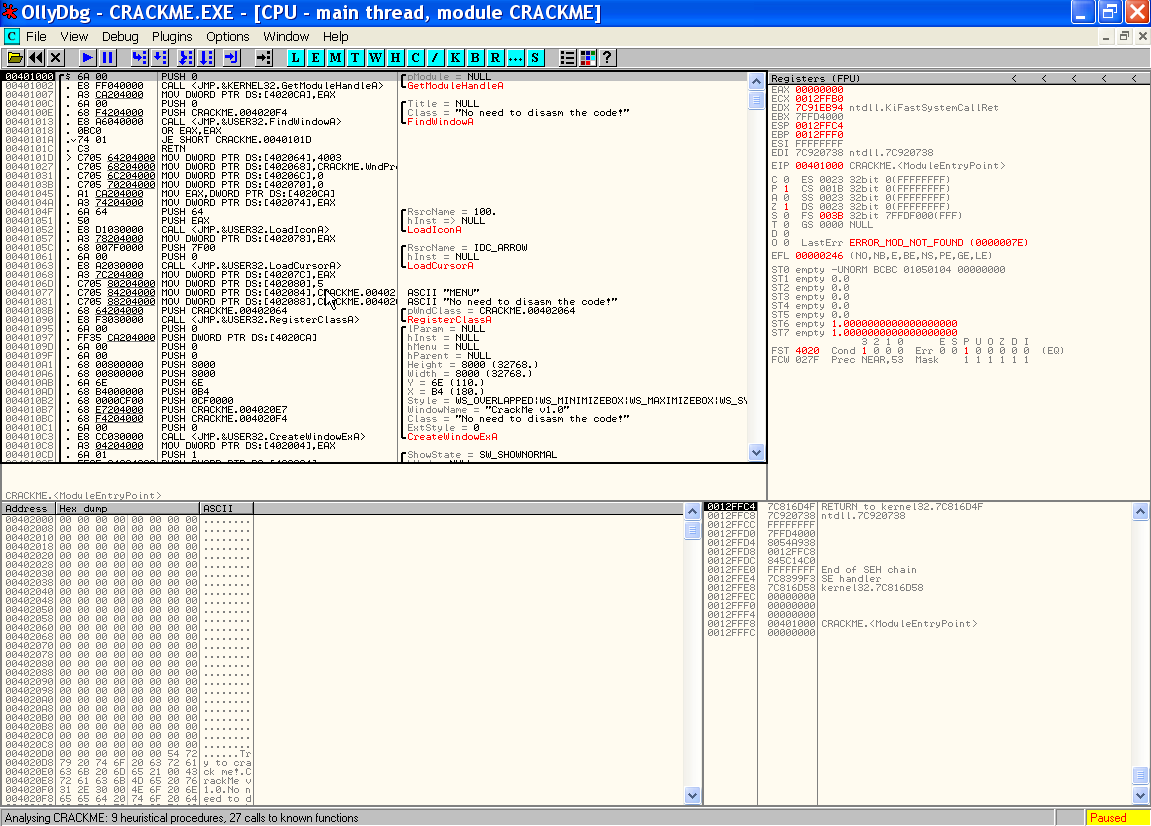 OllyDbg - CRACKME.EXE - [CPU - main thread, module CRACKME]
C File View Debug Plugins Options Window Help
L E M T W H C / K B R ... S ?
00401000 6A 00 PUSH 0 pModule = NULL
00401002 . E8 FF040000 CALL <JMP.&KERNEL32.GetModuleHandleA> GetModuleHandleA
00401007 . A3 CA204000 MOV DWORD PTR DS:[4020CA],EAX
0040100C . 6A 00 PUSH 0 Title = NULL
0040100E . 68 F4204000 PUSH CRACKME.004020F4 Class = "No need to disasm the code!"
00401013 . E8 A6040000 CALL <JMP.&USER32.FindWindowA> FindWindowA
00401018 . 0BC0 OR EAX,EAX
0040101A . 74 01 JE SHORT CRACKME.0040101D
0040101C . C3 RETN
0040101D > C705 64204000 MOV DWORD PTR DS:[402064],4003
00401027 . C705 68204000 MOV DWORD PTR DS:[402068],CRACKME.WndPr
00401031 . C705 6C204000 MOV DWORD PTR DS:[40206C],0
0040103B . C705 70204000 MOV DWORD PTR DS:[402070],0
00401045 . A1 CA204000 MOV EAX,DWORD PTR DS:[4020CA]
0040104A . A3 74204000 MOV DWORD PTR DS:[402074],EAX
0040104F . 6A 64 PUSH 64 RsrcName = 100.
00401051 . 50 PUSH EAX hInst => NULL
00401052 . E8 D1030000 CALL <JMP.&USER32.LoadIconA> LoadIconA
00401057 . A3 78204000 MOV DWORD PTR DS:[402078],EAX
0040105C . 68 007F0000 PUSH 7F00 RsrcName = IDC_ARROW
00401061 . 6A 00 PUSH 0 hInst = NULL
00401063 . E8 A2030000 CALL <JMP.&USER32.LoadCursorA> LoadCursorA
00401068 . A3 7C204000 MOV DWORD PTR DS:[40207C],EAX
0040106D . C705 80204000 MOV DWORD PTR DS:[402080],5
00401077 . C705 84204000 MOV DWORD PTR DS:[402084],CRACKME.00402 ASCII "MENU"
00401081 . C705 88204000 MOV DWORD PTR DS:[402088],CRACKME.00402 ASCII "No need to disasm the code!"
0040108B . 68 64204000 PUSH CRACKME.00402064 pWndClass = CRACKME.00402064
00401090 . E8 F3030000 CALL <JMP.&USER32.RegisterClassA> RegisterClassA
00401095 . 6A 00 PUSH 0 lParam = NULL
00401097 . FF35 CA204000 PUSH DWORD PTR DS:[4020CA] hInst = NULL
0040109D . 6A 00 PUSH 0 hMenu = NULL
0040109F . 6A 00 PUSH 0 hParent = NULL
004010A1 . 68 00800000 PUSH 8000 Height = 8000 (32768.)
004010A6 . 68 00800000 PUSH 8000 Width = 8000 (32768.)
004010AB . 6A 6E PUSH 6E Y = 6E (110.)
004010AD . 68 B4000000 PUSH 0B4 X = B4 (180.)
004010B2 . 68 0000CF00 PUSH 0CF0000 Style = WS_OVERLAPPED|WS_MINIMIZEBOX|WS_MAXIMIZEBOX|WS_SY
004010B7 . 68 E7204000 PUSH CRACKME.004020E7 WindowName = "CrackMe v1.0"
004010BC . 68 F4204000 PUSH CRACKME.004020F4 Class = "No need to disasm the code!"
004010C1 . 6A 00 PUSH 0 ExtStyle = 0
004010C3 . E8 CC030000 CALL <JMP.&USER32.CreateWindowExA> CreateWindowExA
004010C8 . A3 04204000 MOV DWORD PTR DS:[402004],EAX
004010CD . 6A 01 PUSH 1 ShowState = SW_SHOWNORMAL
CRACKME.<ModuleEntryPoint>
Registers (FPU) < < < < <
EAX 00000000
ECX 0012FFB0
EDX 7C91EB94 ntdll.KiFastSystemCallRet
EBX 7FFD4000
ESP 0012FFC4
EBP 0012FFF0
ESI FFFFFFFF
EDI 7C920738 ntdll.7C920738
EIP 00401000 CRACKME.<ModuleEntryPoint>
C 0 ES 0023 32bit 0(FFFFFFFF)
P 1 CS 001B 32bit 0(FFFFFFFF)
A 0 SS 0023 32bit 0(FFFFFFFF)
Z 1 DS 0023 32bit 0(FFFFFFFF)
S 0 FS 003B 32bit 7FFDF000(FFF)
T 0 GS 0000 NULL
D 0
O 0 LastErr ERROR_MOD_NOT_FOUND (0000007E)
EFL 00000246 (NO,NB,E,BE,NS,PE,GE,LE)
ST0 empty -UNORM BCBC 01050104 00000000
ST1 empty 0.0
ST2 empty 0.0
ST3 empty 0.0
ST4 empty 0.0
ST5 empty 0.0
ST6 empty 1.0000000000000000000
ST7 empty 1.0000000000000000000
3 2 1 0 E S P U O Z D I
FST 4020 Cond 1 0 0 0 Err 0 0 1 0 0 0 0 0 (EQ)
FCW 027F Prec NEAR,53 Mask 1 1 1 1 1 1
Address Hex dump ASCII
00402000 00 00 00 00 00 00 00 00 ........
00402008 00 00 00 00 00 00 00 00 ........
00402010 00 00 00 00 00 00 00 00 ........
00402018 00 00 00 00 00 00 00 00 ........
00402020 00 00 00 00 00 00 00 00 ........
00402028 00 00 00 00 00 00 00 00 ........
00402030 00 00 00 00 00 00 00 00 ........
00402038 00 00 00 00 00 00 00 00 ........
00402040 00 00 00 00 00 00 00 00 ........
00402048 00 00 00 00 00 00 00 00 ........
00402050 00 00 00 00 00 00 00 00 ........
00402058 00 00 00 00 00 00 00 00 ........
00402060 00 00 00 00 00 00 00 00 ........
00402068 00 00 00 00 00 00 00 00 ........
00402070 00 00 00 00 00 00 00 00 ........
00402078 00 00 00 00 00 00 00 00 ........
00402080 00 00 00 00 00 00 00 00 ........
00402088 00 00 00 00 00 00 00 00 ........
00402090 00 00 00 00 00 00 00 00 ........
00402098 00 00 00 00 00 00 00 00 ........
004020A0 00 00 00 00 00 00 00 00 ........
004020A8 00 00 00 00 00 00 00 00 ........
004020B0 00 00 00 00 00 00 00 00 ........
004020B8 00 00 00 00 00 00 00 00 ........
004020C0 00 00 00 00 00 00 00 00 ........
004020C8 00 00 00 00 00 00 00 00 ........
004020D0 00 00 00 00 00 00 54 72 ......Tr
004020D8 79 20 74 6F 20 63 72 61 y to cra
004020E0 63 6B 20 6D 65 21 00 43 ck me!.C
004020E8 72 61 63 6B 4D 65 20 76 rackMe v
004020F0 31 2E 30 00 4E 6F 20 6E 1.0.No n
004020F8 65 65 64 20 74 6F 20 64 eed to d
0012FFC4 7C816D4F RETURN to kernel32.7C816D4F
0012FFC8 7C920738 ntdll.7C920738
0012FFCC FFFFFFFF
0012FFD0 7FFD4000
0012FFD4 8054A938
0012FFD8 0012FFC8
0012FFDC 845C14C0
0012FFE0 FFFFFFFF End of SEH chain
0012FFE4 7C8399F3 SE handler
0012FFE8 7C816D58 kernel32.7C816D58
0012FFEC 00000000
0012FFF0 00000000
0012FFF4 00000000
0012FFF8 00401000 CRACKME.<ModuleEntryPoint>
0012FFFC 00000000
Analysing CRACKME: 9 heuristical procedures, 27 calls to known functions
Paused